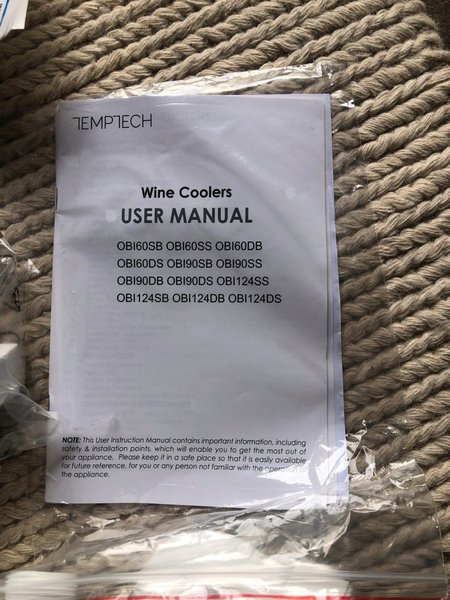 TEMPTECH
Wine Coolers
USER MANUAL
OBI60SB OBI60SS OBI60DB
OBI60DS OBI90SB OBI90SS
OBI90DB OBI90DS OBI124SS
OBI124SB OBI124DB OBI124DS
NOTE: This User Instruction Manual contains important information, including
safety & installation points, which will enable you to get the most out of
your appliance. Please keep it in a safe place so that it is easily available
for future reference, for you or any person not familiar with the operation of
the appliance.